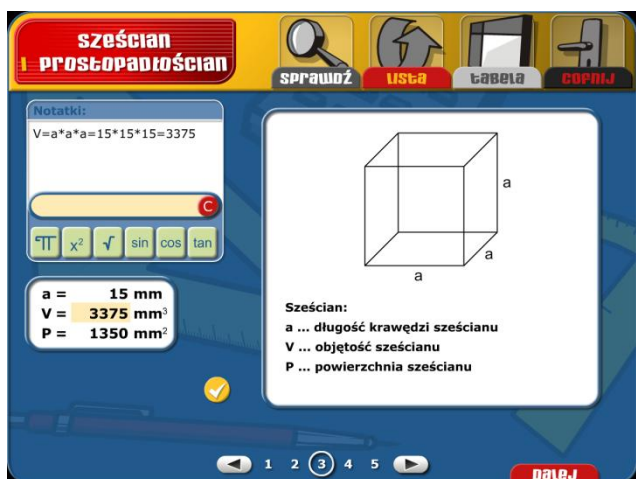 sześcian
i prostopadłościan
sprawdź
lista
tabela
cofnij
Notatki:
V=a*a*a=15*15*15=3375
C
π x² √ sin cos tan
a = 15 mm
V = 3375 mm³
P = 1350 mm²
a
a
a
Sześcian:
a ... długość krawędzi sześcianu
V ... objętość sześcianu
P ... powierzchnia sześcianu
1 2 3 4 5
dalej